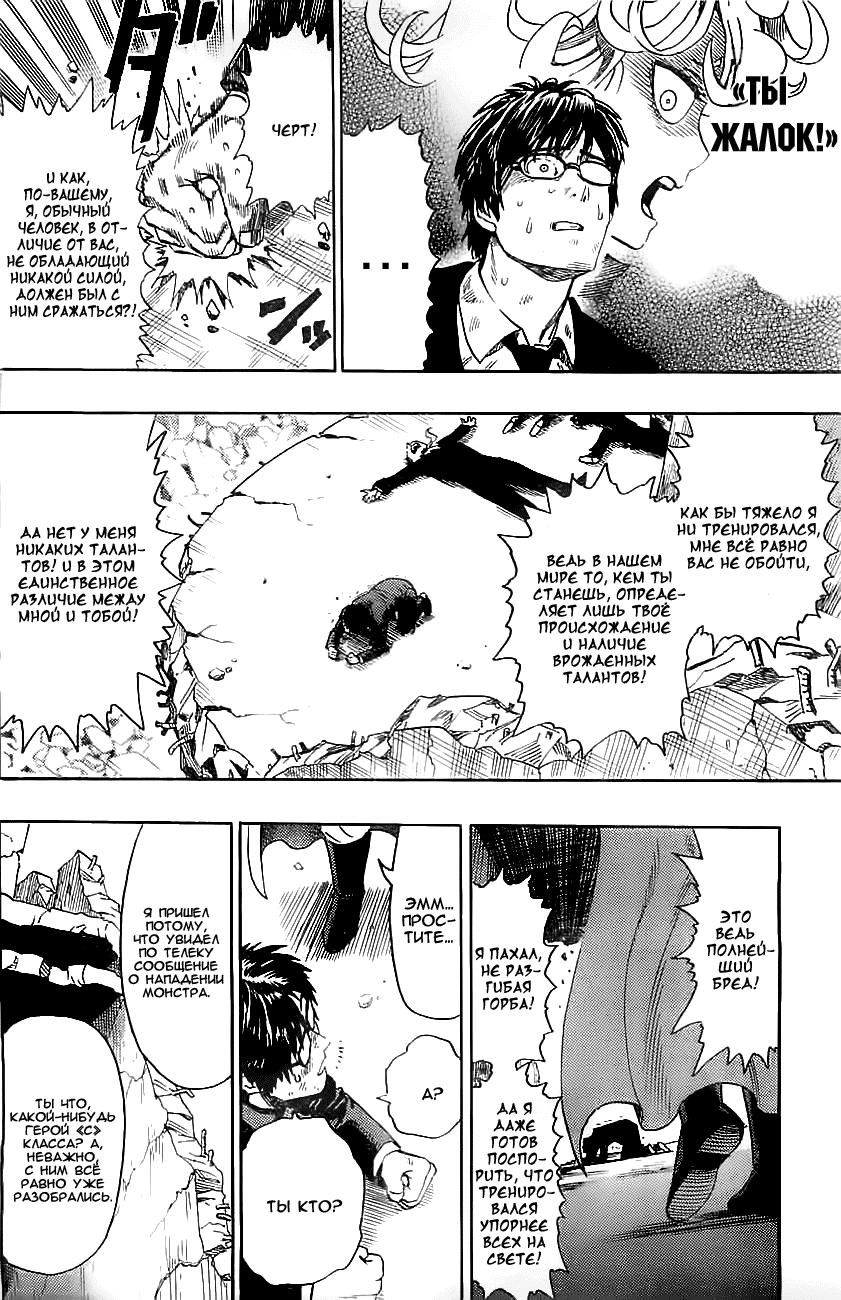 «ТЫ
ЖАЛОК!»
...
ЧЕРТ!
И КАК,
ПО-ВАШЕМУ,
Я, ОБЫЧНЫЙ
ЧЕЛОВЕК, В ОТ-
ЛИЧИЕ ОТ ВАС,
НЕ ОБЛАДАЮЩИЙ
НИКАКОЙ СИЛОЙ,
ДОЛЖЕН БЫЛ С
НИМ СРАЖАТЬСЯ?!
КАК БЫ ТЯЖЕЛО Я
НИ ТРЕНИРОВАЛСЯ,
МНЕ ВСЁ РАВНО
ВАС НЕ ОБОЙТИ,
ВЕДЬ В НАШЕМ
МИРЕ ТО, КЕМ ТЫ
СТАНЕШЬ, ОПРЕДЕ-
ЛЯЕТ ЛИШЬ ТВОЁ
ПРОИСХОЖДЕНИЕ
И НАЛИЧИЕ
ВРОЖДЕННЫХ
ТАЛАНТОВ!
ДА НЕТ У МЕНЯ
НИКАКИХ ТАЛАН-
ТОВ! И В ЭТОМ
ЕДИНСТВЕННОЕ
РАЗЛИЧИЕ МЕЖДУ
МНОЙ И ТОБОЙ!
ЭТО
ВЕДЬ
ПОЛНЕЙ-
ШИЙ
БРЕД!
Я ПАХАЛ,
НЕ РАЗ-
ГИБАЯ
ГОРБА!
ДА Я
ДАЖЕ
ГОТОВ
ПОСПО-
РИТЬ, ЧТО
ТРЕНИРО-
ВАЛСЯ
УПОРНЕЕ
ВСЕХ НА
СВЕТЕ!
ЭММ...
ПРОС-
ТИТЕ...
А?
ТЫ КТО?
Я ПРИШЕЛ
ПОТОМУ,
ЧТО УВИДЕЛ
ПО ТЕЛЕКУ
СООБЩЕНИЕ
О НАПАДЕНИИ
МОНСТРА.
ТЫ ЧТО,
КАКОЙ-НИБУДЬ
ГЕРОЙ «С»
КЛАССА? А,
НЕВАЖНО,
С НИМ ВСЁ
РАВНО УЖЕ
РАЗОБРАЛИСЬ.